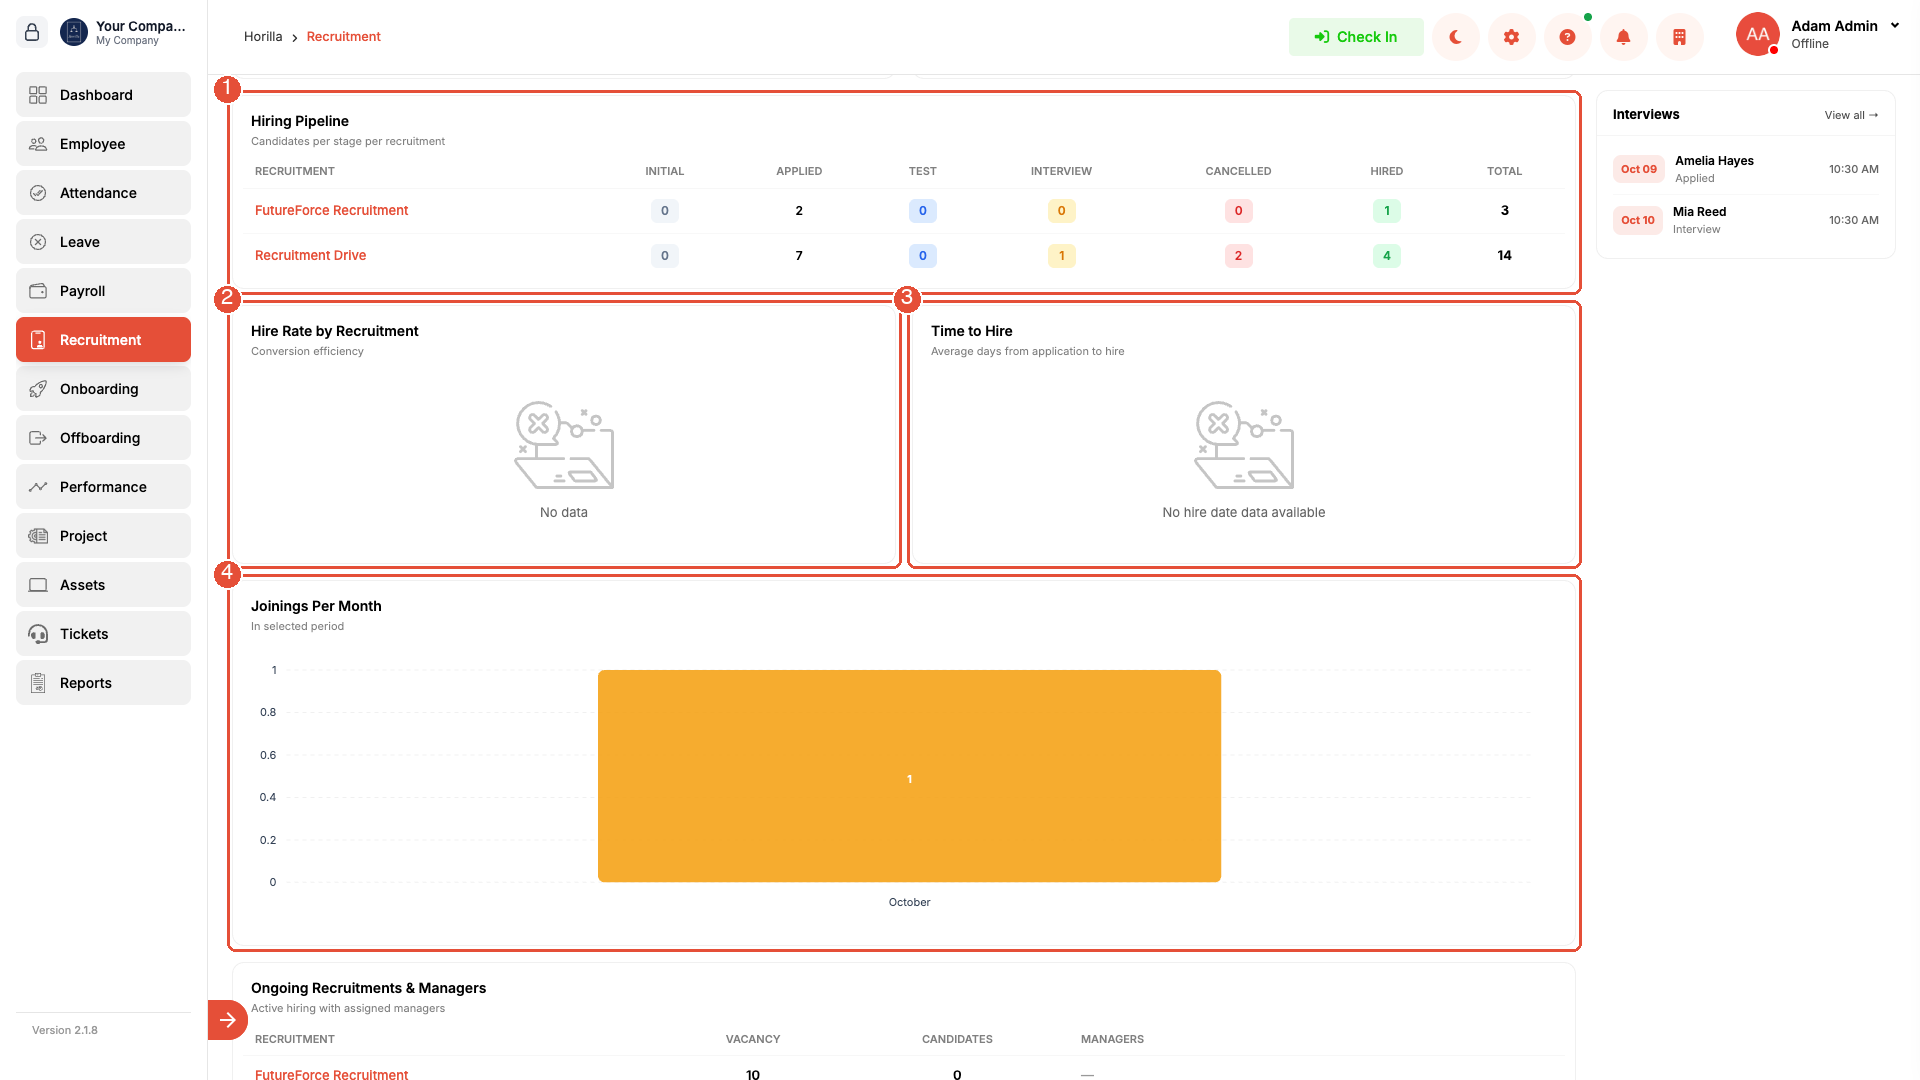 Your Compa...
My Company
Horilla > Recruitment
Check In
AA
Adam Admin
Offline
Dashboard
Employee
Attendance
Leave
Payroll
Recruitment
Onboarding
Offboarding
Performance
Project
Assets
Tickets
Reports
Version 2.1.8
1
Hiring Pipeline
Candidates per stage per recruitment
RECRUITMENT INITIAL APPLIED TEST INTERVIEW CANCELLED HIRED TOTAL
FutureForce Recruitment 0 2 0 0 0 1 3
Recruitment Drive 0 7 0 1 2 4 14
2
Hire Rate by Recruitment
Conversion efficiency
No data
3
Time to Hire
Average days from application to hire
No hire date data available
4
Joinings Per Month
In selected period
1
0.8
0.6
0.4
0.2
0
1
October
Ongoing Recruitments & Managers
Active hiring with assigned managers
RECRUITMENT VACANCY CANDIDATES MANAGERS
FutureForce Recruitment 10 0 —
Interviews
View all →
Oct 09 Amelia Hayes 10:30 AM
Applied
Oct 10 Mia Reed 10:30 AM
Interview